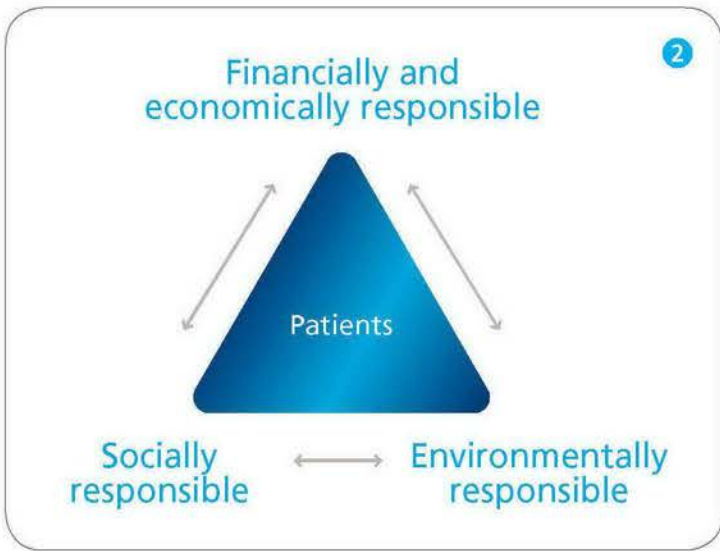 2
Financially and
economically responsible
Patients
Socially
responsible
Environmentally
responsible